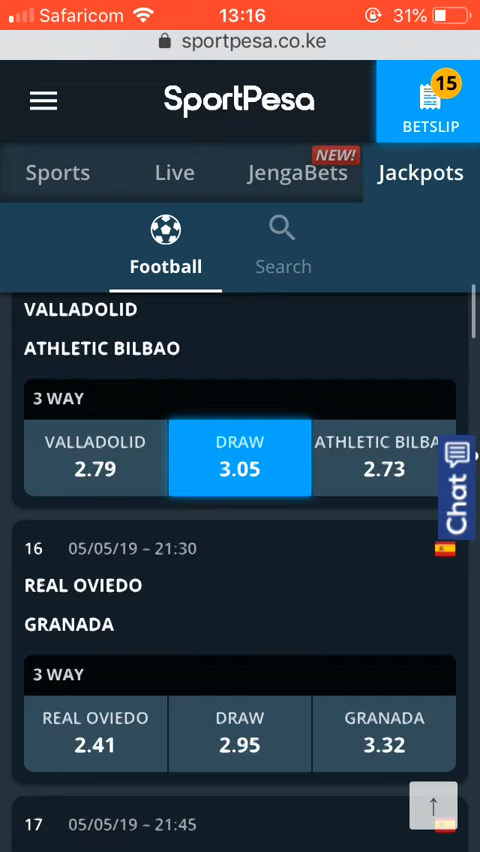 Safaricom 13:16 31%
sportpesa.co.ke
SportPesa
15
BETSLIP
NEW!
Sports Live JengaBets Jackpots
Football Search
VALLADOLID
ATHLETIC BILBAO
3 WAY
VALLADOLID DRAW ATHLETIC BILBA
2.79 3.05 2.73
Chat
16 05/05/19 – 21:30
REAL OVIEDO
GRANADA
3 WAY
REAL OVIEDO DRAW GRANADA
2.41 2.95 3.32
↑
17 05/05/19 – 21:45